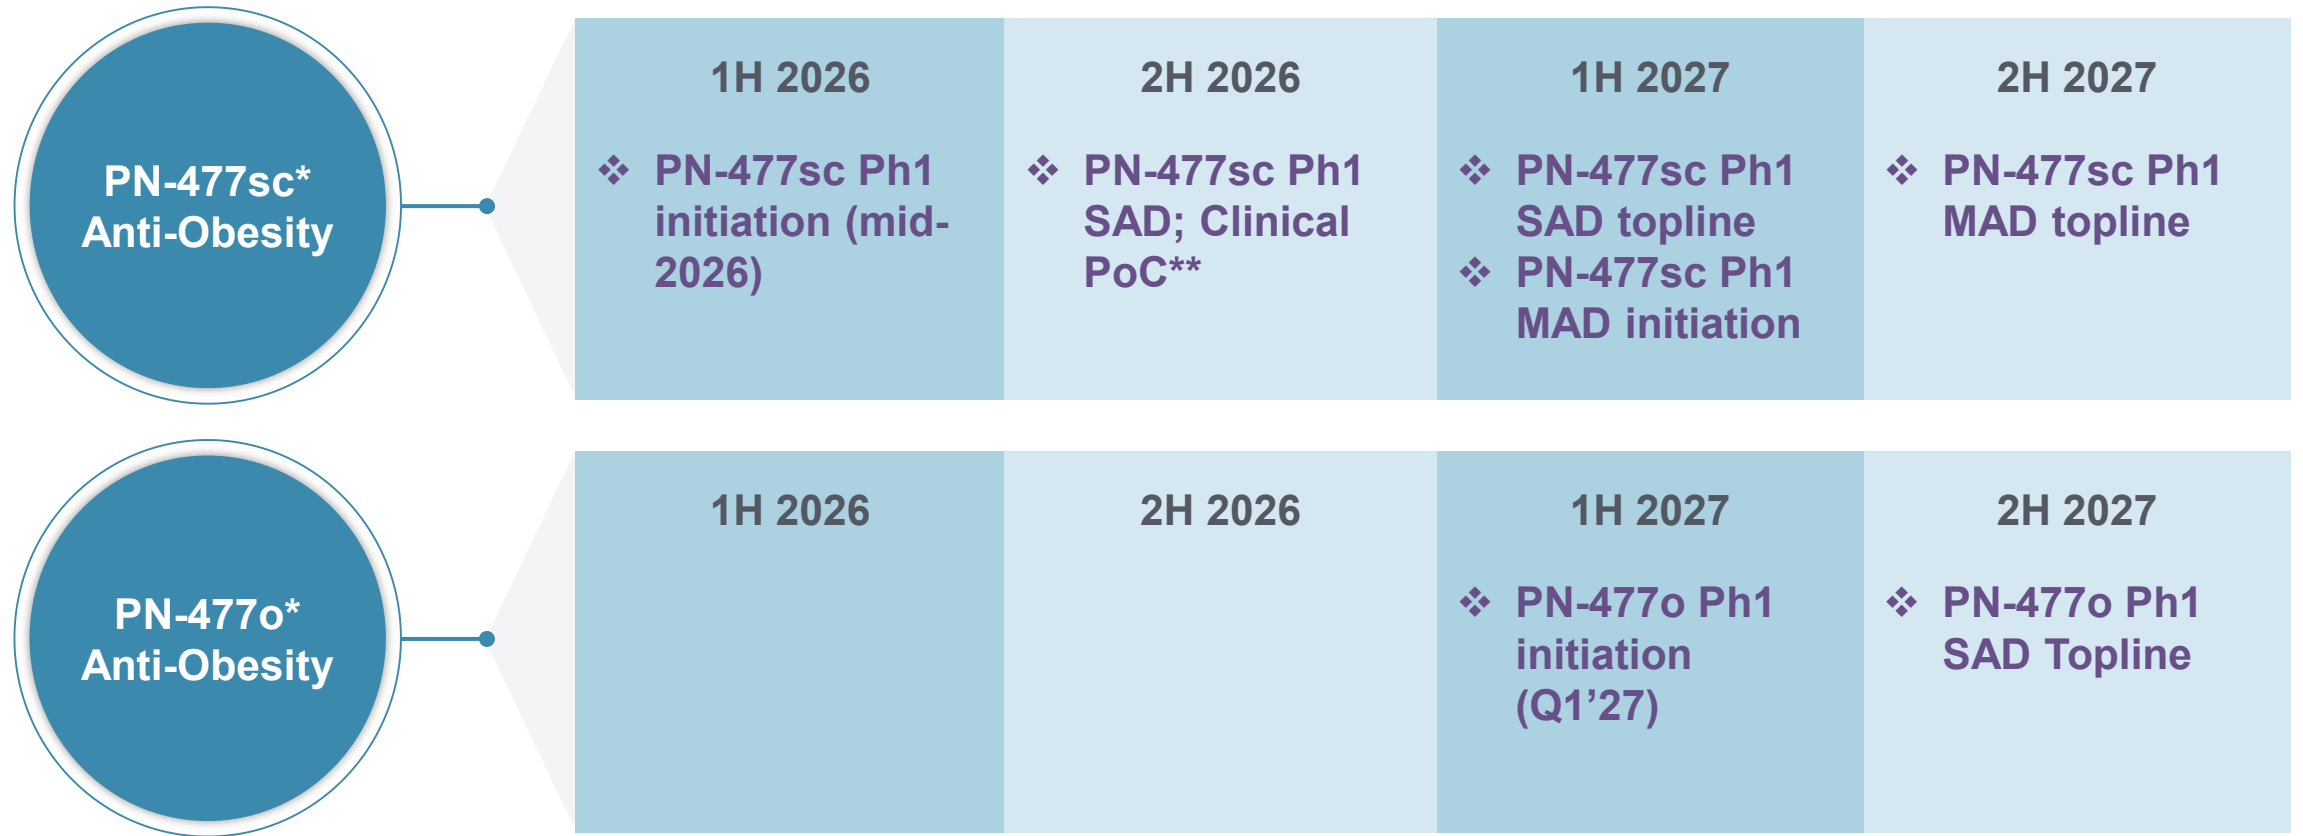 PN-477sc*
Anti-Obesity
1H 2026
❖ PN-477sc Ph1
initiation (mid-
2026)
2H 2026
❖ PN-477sc Ph1
SAD; Clinical
PoC**
1H 2027
❖ PN-477sc Ph1
SAD topline
❖ PN-477sc Ph1
MAD initiation
2H 2027
❖ PN-477sc Ph1
MAD topline
PN-477o*
Anti-Obesity
1H 2026
2H 2026
1H 2027
❖ PN-477o Ph1
initiation
(Q1’27)
2H 2027
❖ PN-477o Ph1
SAD Topline